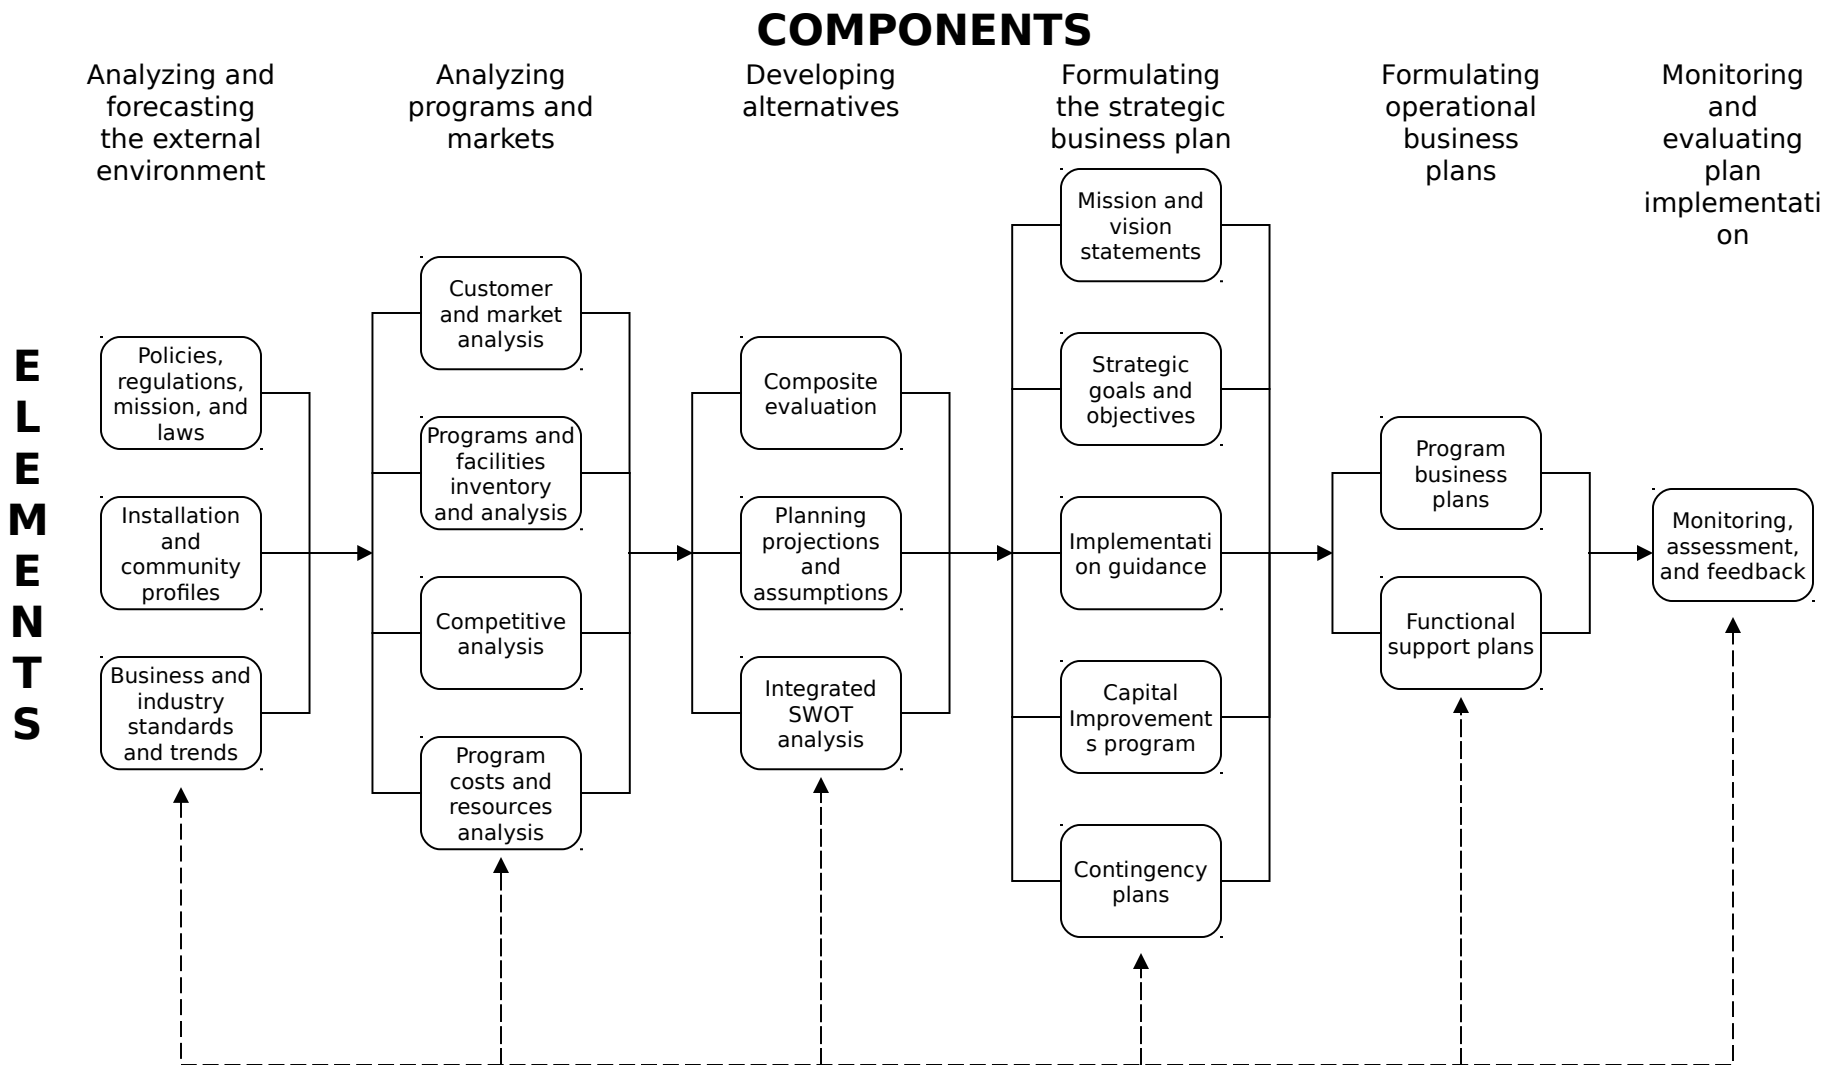 COMPONENTS
Analyzing and
forecasting
the external
environment
Analyzing
programs and
markets
Developing
alternatives
Formulating
the strategic
business plan
Formulating
operational
business
plans
Monitoring
and
evaluating
plan
implementati
on
E
L
E
M
E
N
T
S
Policies,
regulations,
mission, and
laws
Installation
and
community
profiles
Business and
industry
standards
and trends
Customer
and market
analysis
Programs and
facilities
inventory
and analysis
Competitive
analysis
Program
costs and
resources
analysis
Composite
evaluation
Planning
projections
and
assumptions
Integrated
SWOT
analysis
Mission and
vision
statements
Strategic
goals and
objectives
Implementati
on guidance
Capital
Improvement
s program
Contingency
plans
Program
business
plans
Functional
support plans
Monitoring,
assessment,
and feedback